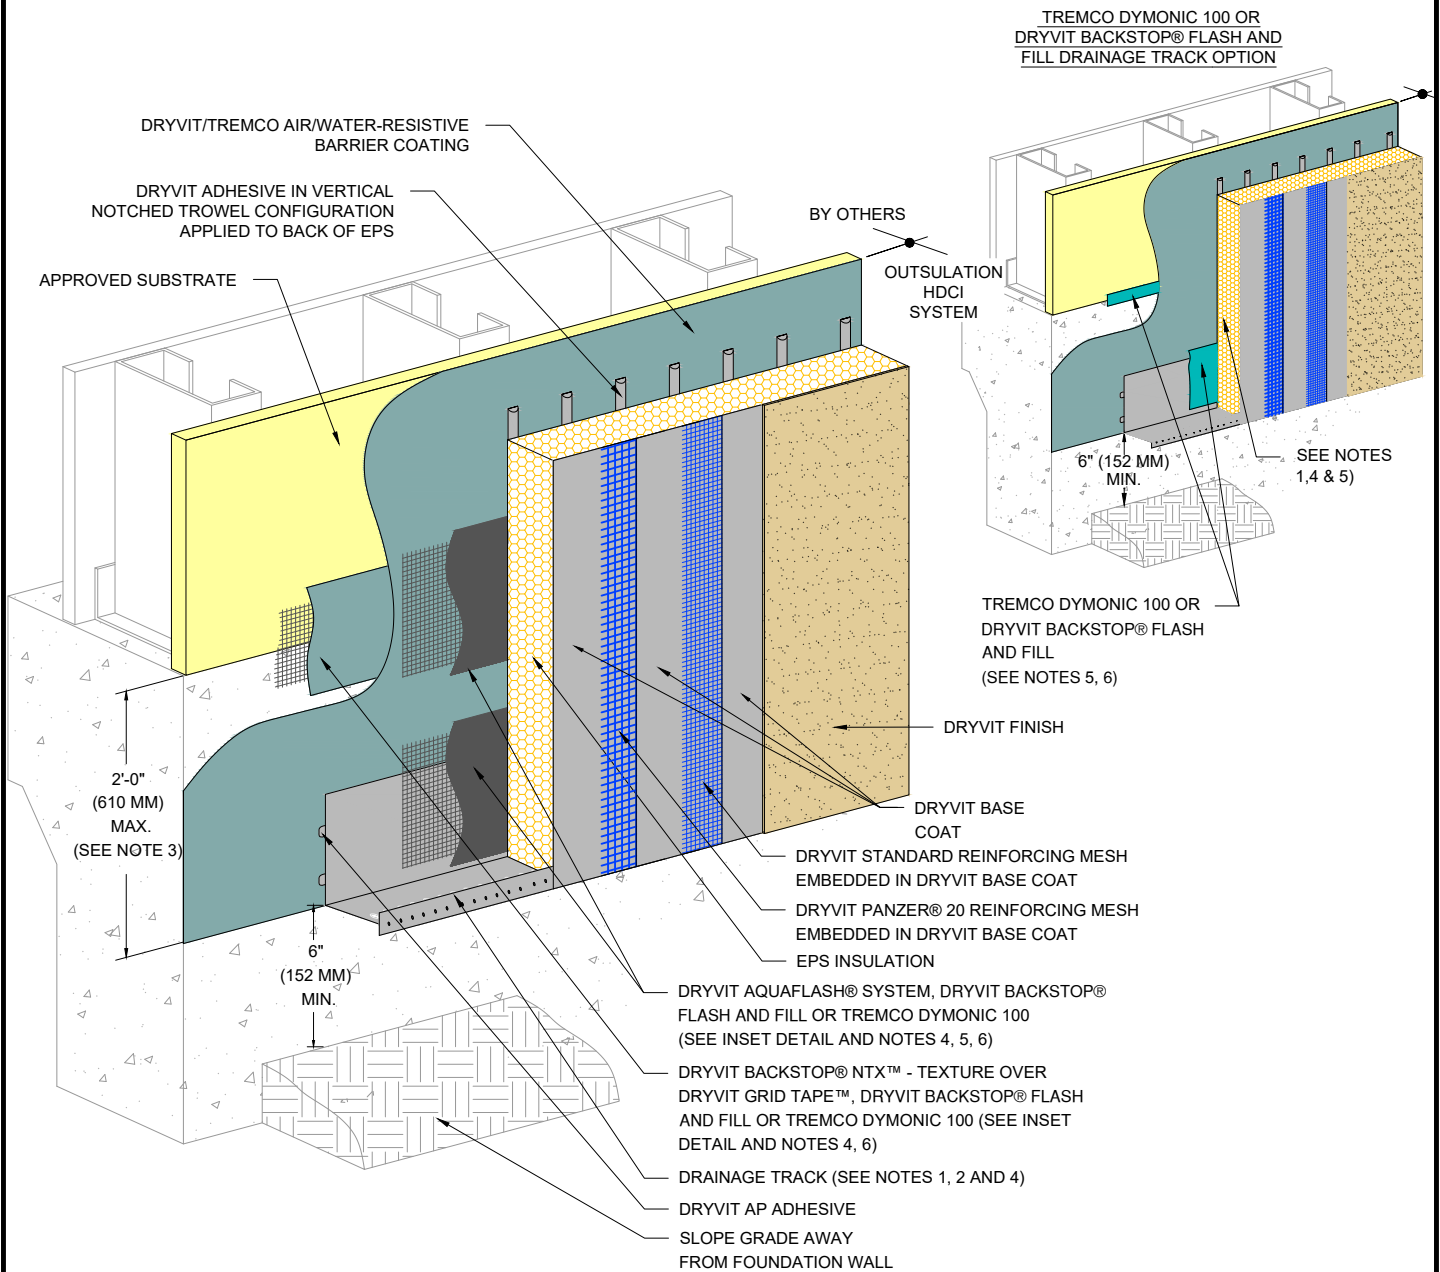 TREMCO DYMONIC 100 OR
DRYVIT BACKSTOP® FLASH AND
FILL DRAINAGE TRACK OPTION
DRYVIT/TREMCO AIR/WATER-RESISTIVE
BARRIER COATING
DRYVIT ADHESIVE IN VERTICAL
NOTCHED TROWEL CONFIGURATION
APPLIED TO BACK OF EPS
APPROVED SUBSTRATE
BY OTHERS
OUTSULATION
HDCI
SYSTEM
6" (152 MM)
MIN.
SEE NOTES
1,4 & 5)
TREMCO DYMONIC 100 OR
DRYVIT BACKSTOP® FLASH
AND FILL
(SEE NOTES 5, 6)
DRYVIT FINISH
2'-0"
(610 MM)
MAX.
(SEE NOTE 3)
6"
(152 MM)
MIN.
DRYVIT BASE
COAT
DRYVIT STANDARD REINFORCING MESH
EMBEDDED IN DRYVIT BASE COAT
DRYVIT PANZER® 20 REINFORCING MESH
EMBEDDED IN DRYVIT BASE COAT
EPS INSULATION
DRYVIT AQUAFLASH® SYSTEM, DRYVIT BACKSTOP®
FLASH AND FILL OR TREMCO DYMONIC 100
(SEE INSET DETAIL AND NOTES 4, 5, 6)
DRYVIT BACKSTOP® NTX™ - TEXTURE OVER
DRYVIT GRID TAPE™, DRYVIT BACKSTOP® FLASH
AND FILL OR TREMCO DYMONIC 100 (SEE INSET
DETAIL AND NOTES 4, 6)
DRAINAGE TRACK (SEE NOTES 1, 2 AND 4)
DRYVIT AP ADHESIVE
SLOPE GRADE AWAY
FROM FOUNDATION WALL